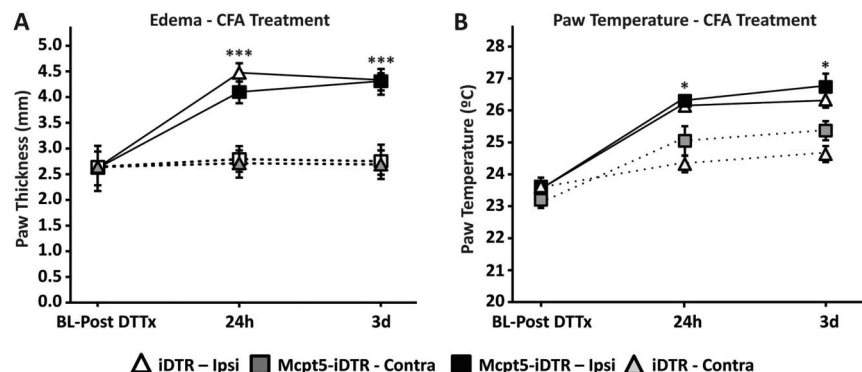 A
Edema - CFA Treatment
***
***
Paw Thickness (mm)
5.0
4.5
4.0
3.5
3.0
2.5
2.0
1.5
1.0
0.5
0.0
BL-Post DTTx
24h
3d
B
Paw Temperature - CFA Treatment
*
*
Paw Temperature (ºC)
28
27
26
25
24
23
22
21
20
BL-Post DTTx
24h
3d
iDTR – Ipsi Mcpt5-iDTR - Contra Mcpt5-iDTR – Ipsi iDTR - Contra